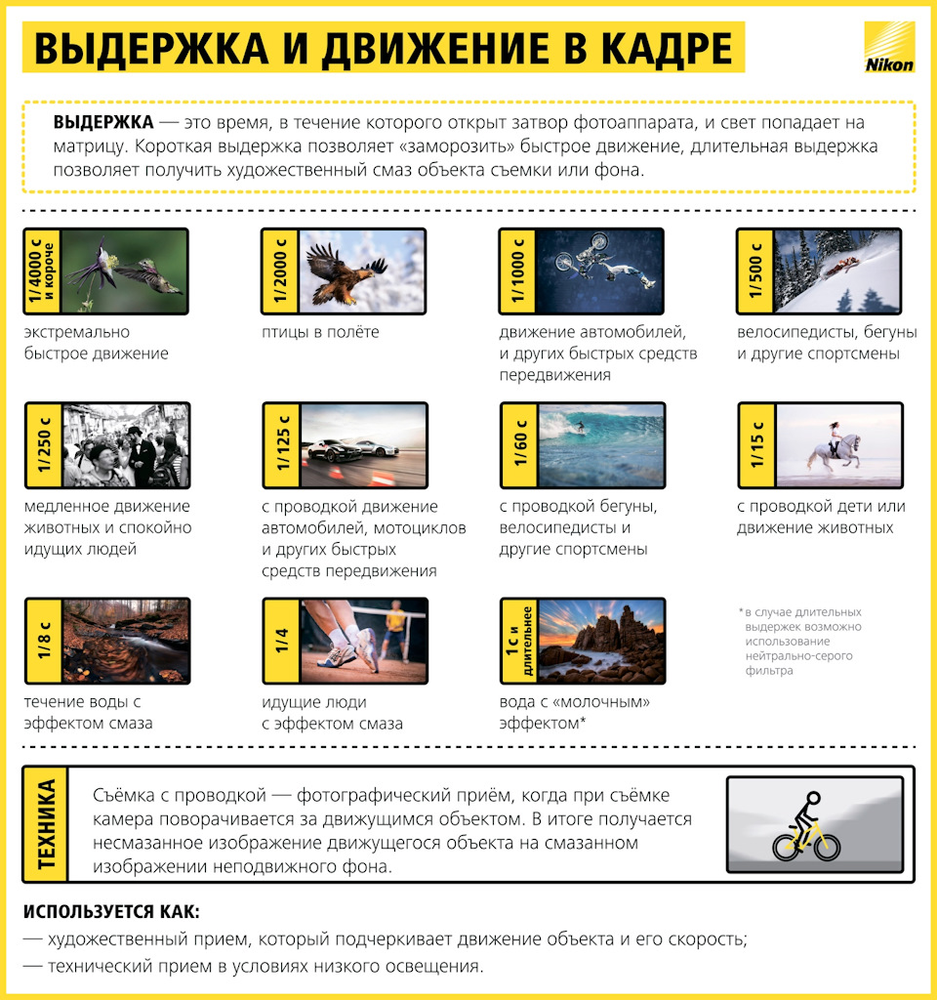 ВЫДЕРЖКА И ДВИЖЕНИЕ В КАДРЕ
Nikon
ВЫДЕРЖКА — это время, в течение которого открыт затвор фотоаппарата, и свет попадает на
матрицу. Короткая выдержка позволяет «заморозить» быстрое движение, длительная выдержка
позволяет получить художественный смаз объекта съемки или фона.
1/4000 с
и короче
экстремально
быстрое движение
1/2000 с
птицы в полёте
1/1000 с
движение автомобилей,
и других быстрых средств
передвижения
1/500 с
велосипедисты, бегуны
и другие спортсмены
1/250 с
медленное движение
животных и спокойно
идущих людей
1/125 с
с проводкой движение
автомобилей, мотоциклов
и других быстрых
средств передвижения
1/60 с
с проводкой бегуны,
велосипедисты и
другие спортсмены
1/15 с
с проводкой дети или
движение животных
1/8 с
течение воды с
эффектом смаза
1/4
идущие люди
с эффектом смаза
1с и
длительнее
вода с «молочным»
эффектом*
*в случае длительных
выдержек возможно
использование
нейтрально-серого
фильтра
ТЕХНИКА
Съёмка с проводкой — фотографический приём, когда при съёмке
камера поворачивается за движущимся объектом. В итоге получается
несмазанное изображение движущегося объекта на смазанном
изображении неподвижного фона.
ИСПОЛЬЗУЕТСЯ КАК:
— художественный прием, который подчеркивает движение объекта и его скорость;
— технический прием в условиях низкого освещения.